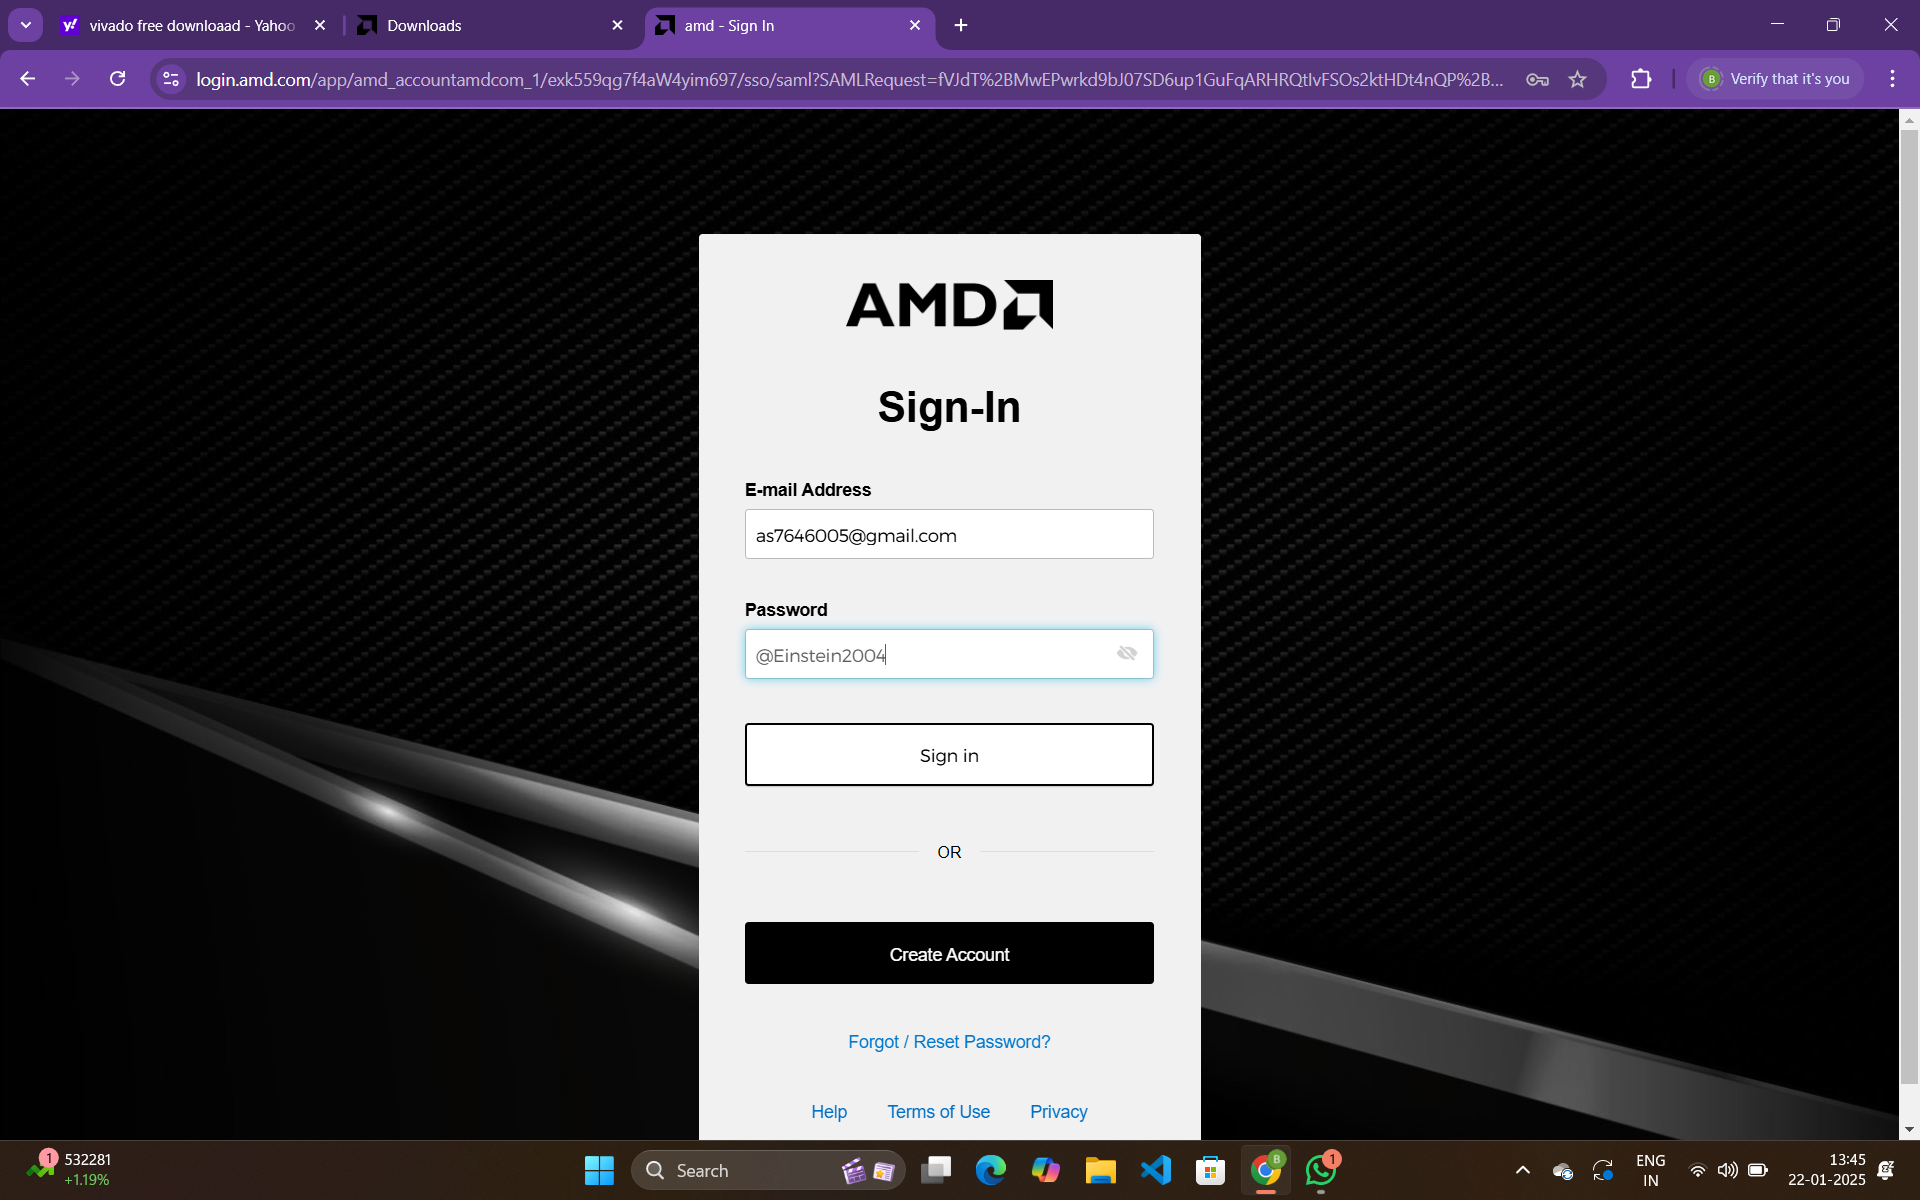 vivado free downloaad - Yahoo
Downloads
amd - Sign In
login.amd.com/app/amd_accountamdcom_1/exk559qg7f4aW4yim697/sso/saml?SAMLRequest=fVJdT%2BMwEPwrkd9bJ07SD6up1GuFqARHRQtIvFSOs2ktHDt4nQP%2B...
B
Verify that it's you
AMD
Sign-In
E-mail Address
as7646005@gmail.com
Password
@Einstein2004
Sign in
OR
Create Account
Forgot / Reset Password?
Help Terms of Use Privacy
1
532281
+1.19%
Search
B
1
ENG
IN
13:45
22-01-2025